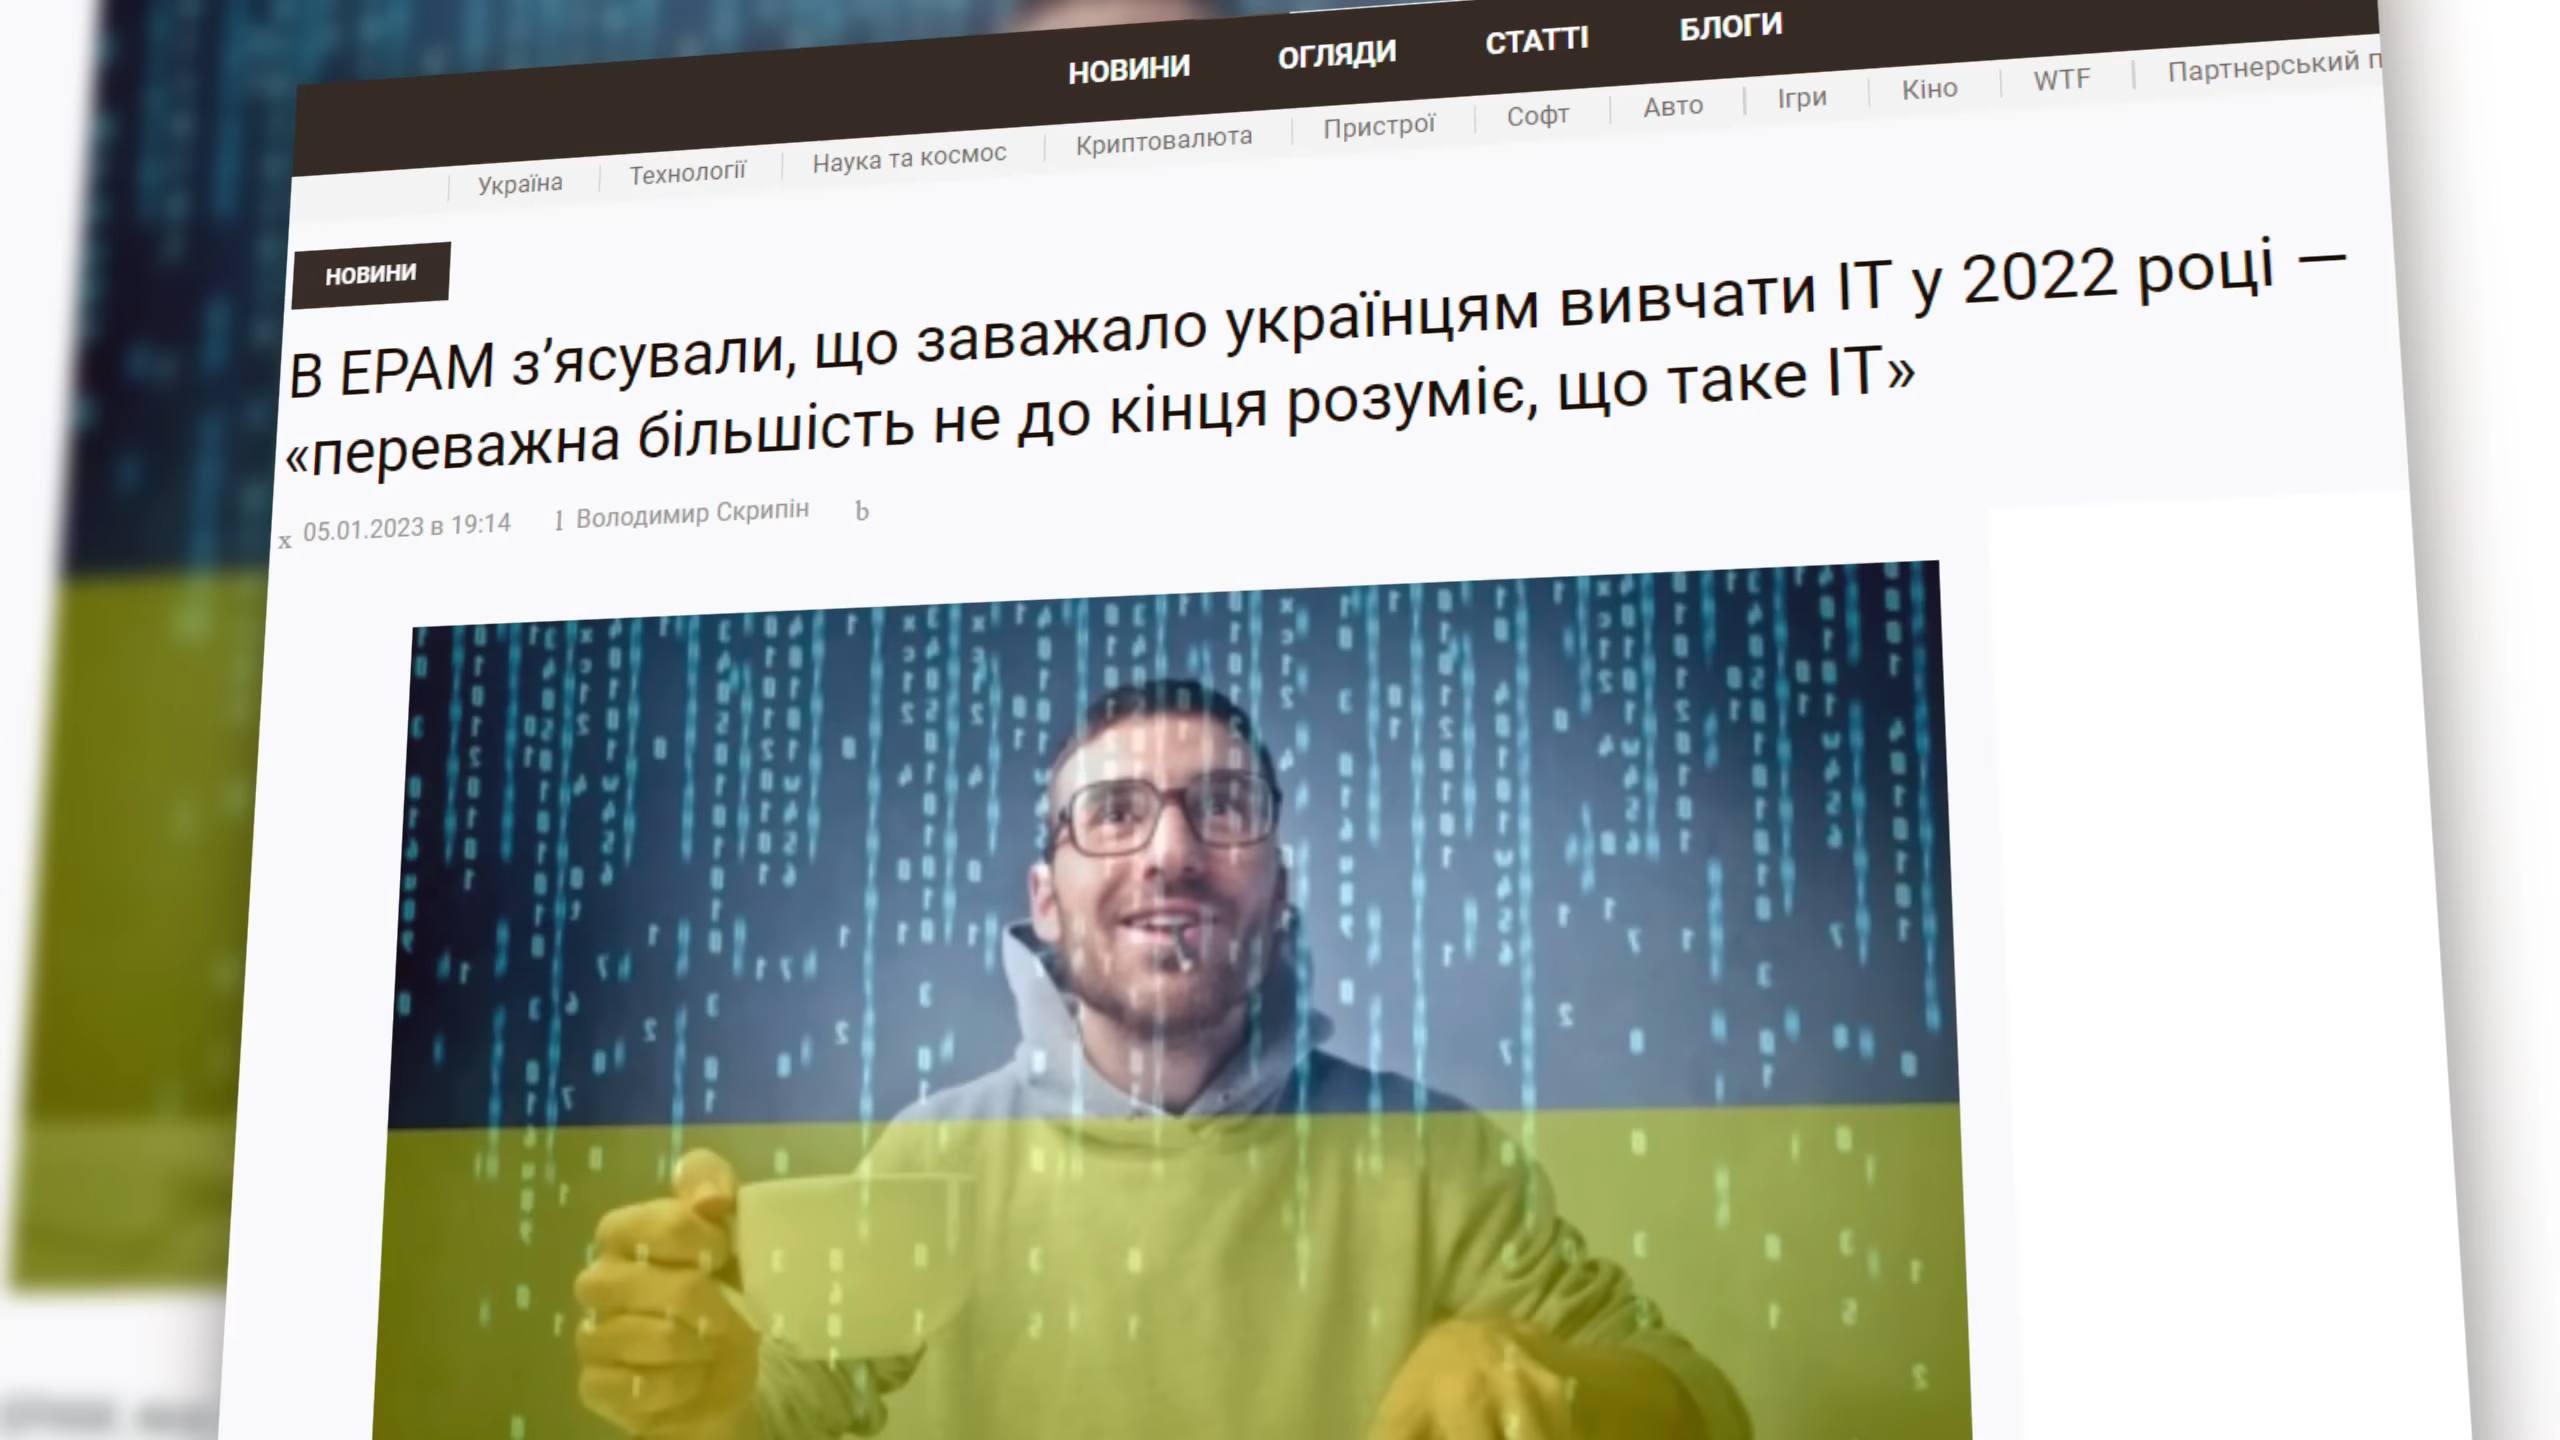 НОВИНИ ОГЛЯДИ СТАТТІ БЛОГИ
Україна Технології Наука та космос Криптовалюта Пристрої Софт Авто Ігри Кіно WTF Партнерський п
НОВИНИ
В EPAM з’ясували, що заважало українцям вивчати IT у 2022 році —
«переважна більшість не до кінця розуміє, що таке IT»
x 05.01.2023 в 19:14 l Володимир Скрипін b